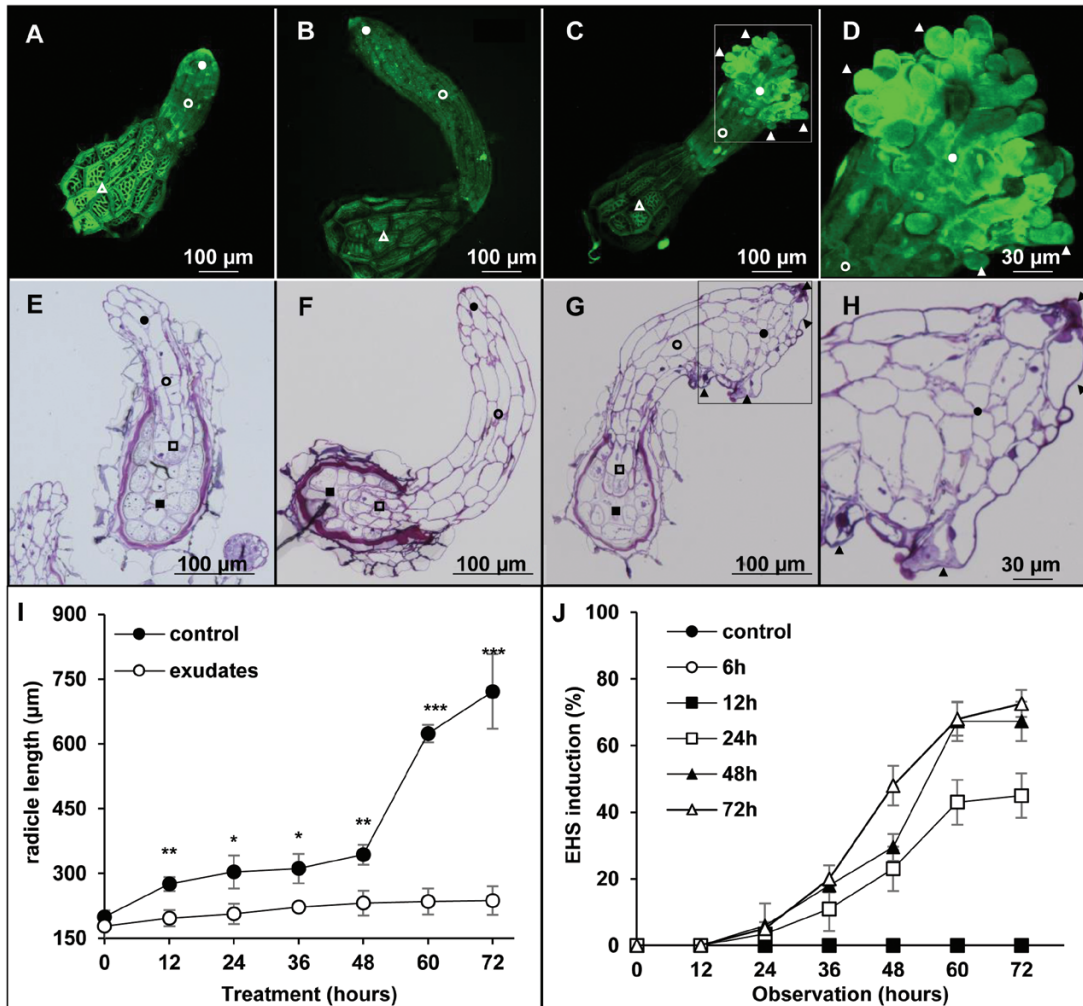 A
B
C
D
100 µm
100 µm
100 µm
30 µm
E
F
G
H
100 µm
100 µm
100 µm
30 µm
I
radicle length (µm)
900
750
600
450
300
150
control
exudates
**
*
*
**
***
***
0 12 24 36 48 60 72
Treatment (hours)
J
EHS induction (%)
100
80
60
40
20
0
control
6h
12h
24h
48h
72h
0 12 24 36 48 60 72
Observation (hours)